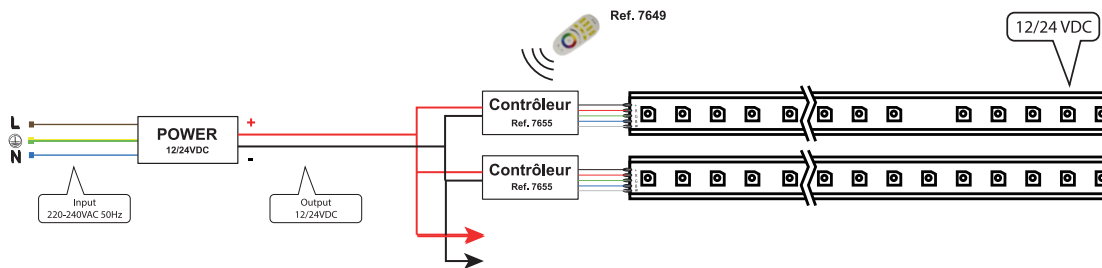 Ref. 7649
12/24 VDC
L
N
POWER
12/24VDC
+
-
Input
220-240VAC 50Hz
Output
12/24VDC
Contrôleur
Ref. 7655
Contrôleur
Ref. 7655